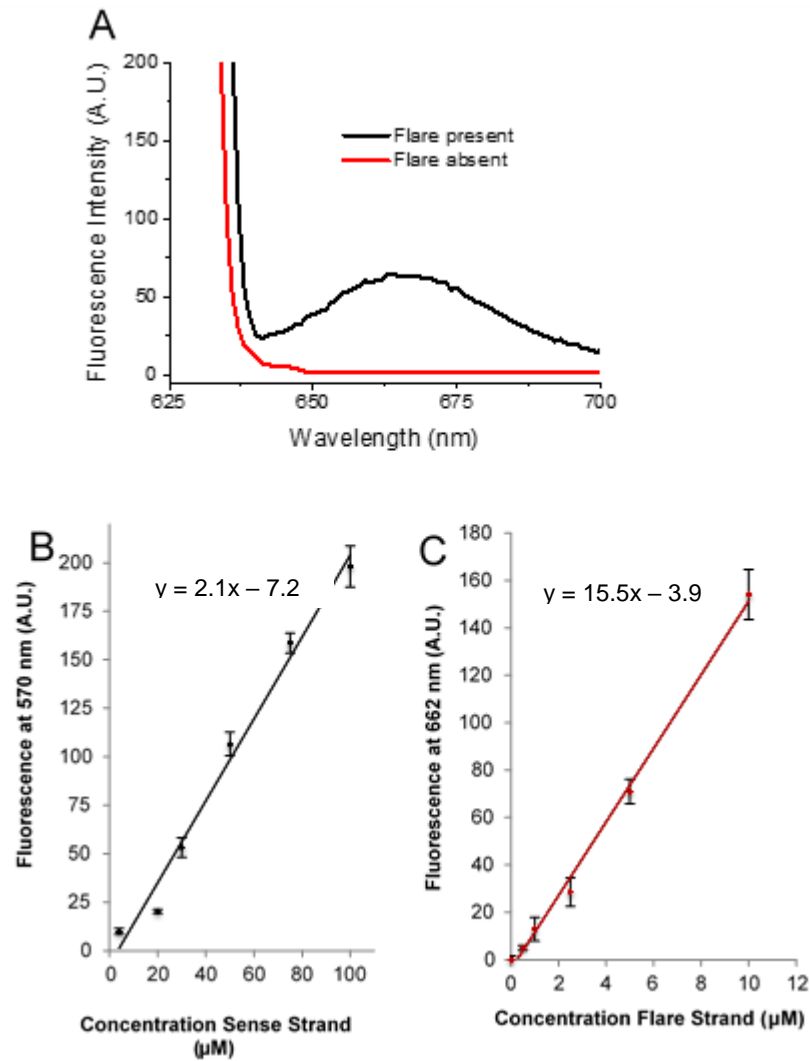 A
Fluorescence Intensity (A.U.)
200
150
100
50
0
Flare present
Flare absent
625
650
675
700
Wavelength (nm)
B
Fluorescence at 570 nm (A.U.)
200
175
150
125
100
75
50
25
0
y = 2.1x – 7.2
0 20 40 60 80 100
Concentration Sense Strand
(μM)
C
Fluorescence at 662 nm (A.U.)
180
160
140
120
100
80
60
40
20
0
y = 15.5x – 3.9
0 2 4 6 8 10 12
Concentration Flare Strand (μM)